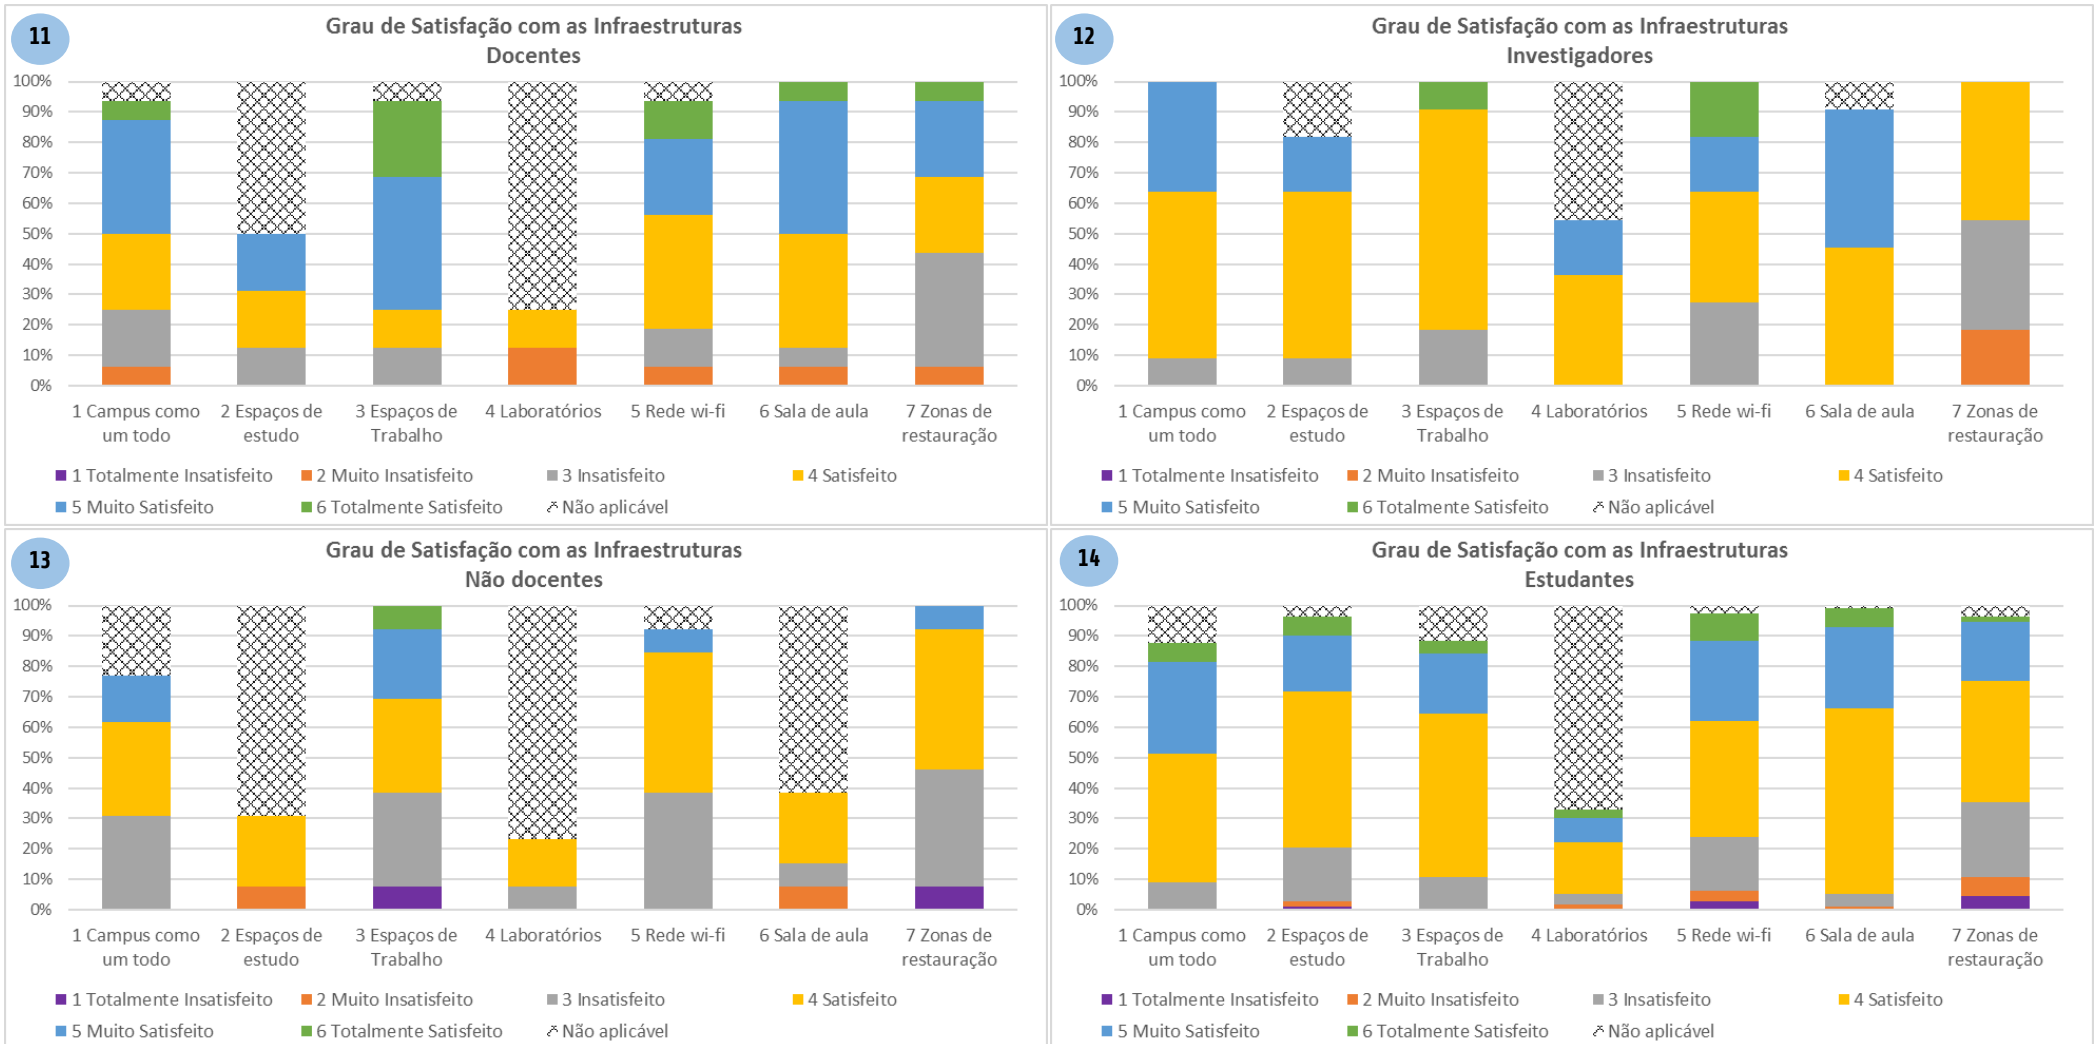 11
Grau de Satisfação com as Infraestruturas
Docentes
100%
90%
80%
70%
60%
50%
40%
30%
20%
10%
0%
1 Campus como um todo
2 Espaços de estudo
3 Espaços de Trabalho
4 Laboratórios
5 Rede wi-fi
6 Sala de aula
7 Zonas de restauração
1 Totalmente Insatisfeito
2 Muito Insatisfeito
3 Insatisfeito
4 Satisfeito
5 Muito Satisfeito
6 Totalmente Satisfeito
Não aplicável
12
Grau de Satisfação com as Infraestruturas
Investigadores
100%
90%
80%
70%
60%
50%
40%
30%
20%
10%
0%
1 Campus como um todo
2 Espaços de estudo
3 Espaços de Trabalho
4 Laboratórios
5 Rede wi-fi
6 Sala de aula
7 Zonas de restauração
1 Totalmente Insatisfeito
2 Muito Insatisfeito
3 Insatisfeito
4 Satisfeito
5 Muito Satisfeito
6 Totalmente Satisfeito
Não aplicável
13
Grau de Satisfação com as Infraestruturas
Não docentes
100%
90%
80%
70%
60%
50%
40%
30%
20%
10%
0%
1 Campus como um todo
2 Espaços de estudo
3 Espaços de Trabalho
4 Laboratórios
5 Rede wi-fi
6 Sala de aula
7 Zonas de restauração
1 Totalmente Insatisfeito
2 Muito Insatisfeito
3 Insatisfeito
4 Satisfeito
5 Muito Satisfeito
6 Totalmente Satisfeito
Não aplicável
14
Grau de Satisfação com as Infraestruturas
Estudantes
100%
90%
80%
70%
60%
50%
40%
30%
20%
10%
0%
1 Campus como um todo
2 Espaços de estudo
3 Espaços de Trabalho
4 Laboratórios
5 Rede wi-fi
6 Sala de aula
7 Zonas de restauração
1 Totalmente Insatisfeito
2 Muito Insatisfeito
3 Insatisfeito
4 Satisfeito
5 Muito Satisfeito
6 Totalmente Satisfeito
Não aplicável